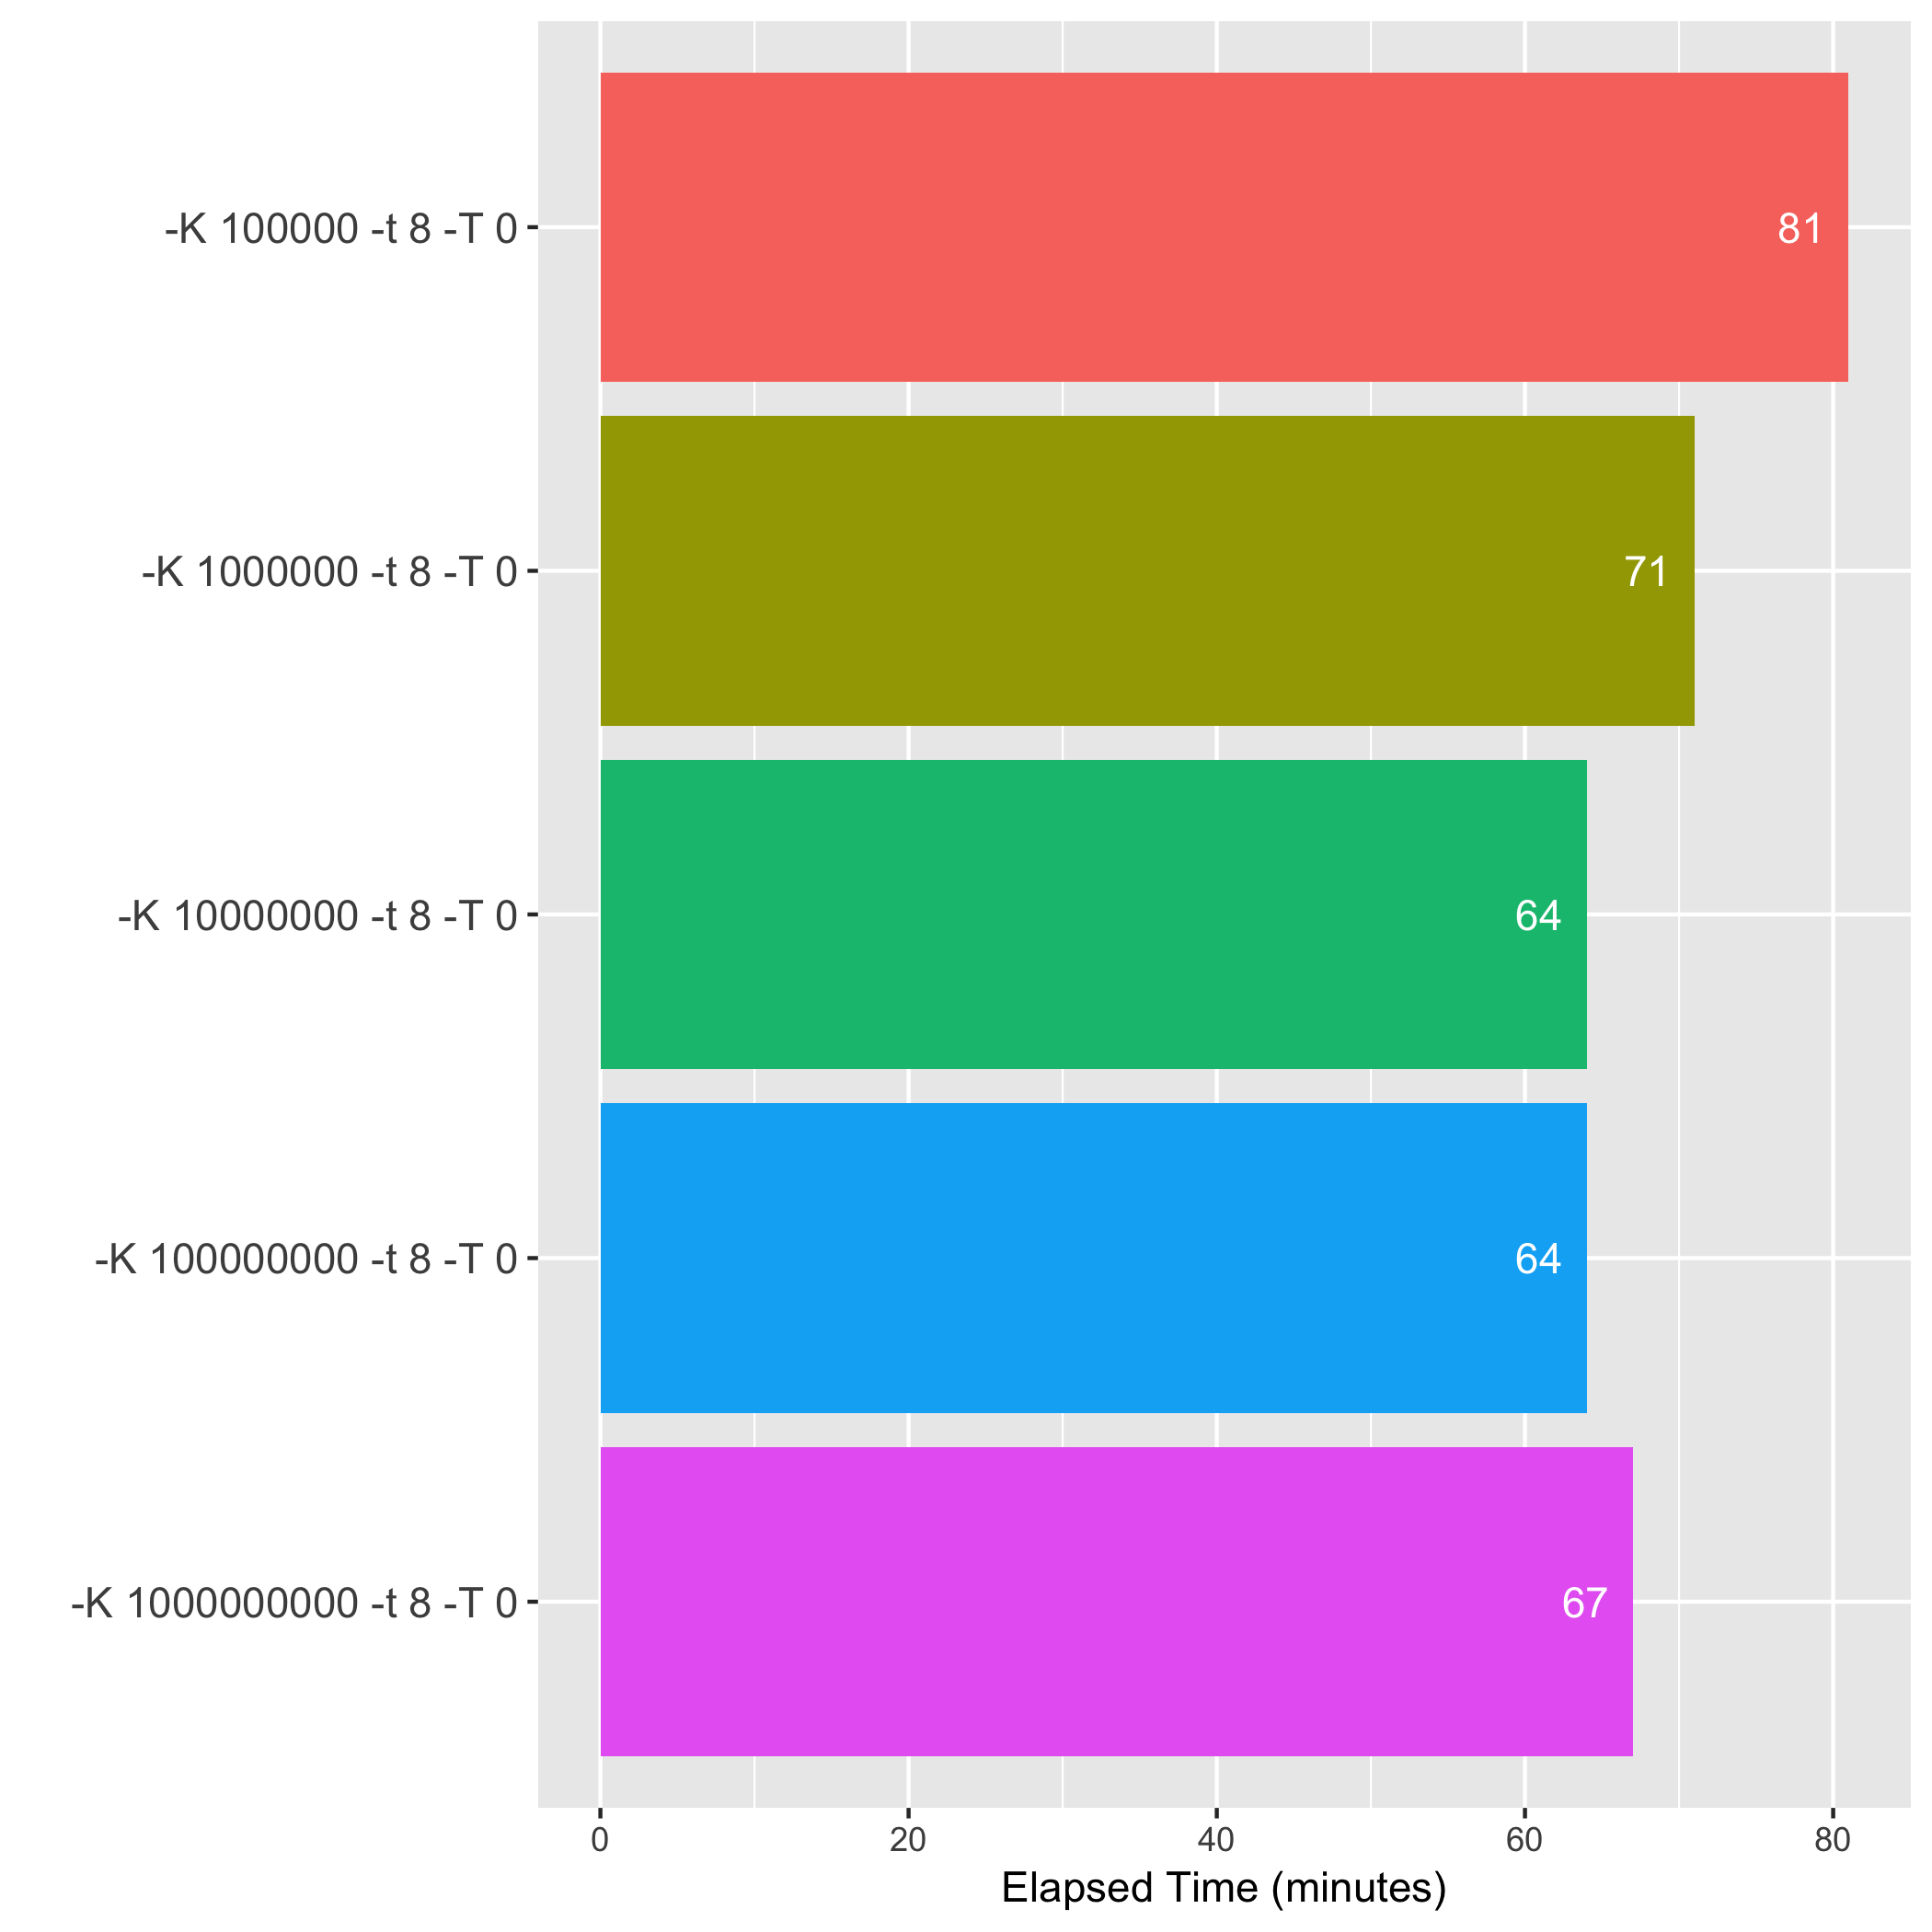 -K 100000 -t 8 -T 0
81
-K 1000000 -t 8 -T 0
71
-K 10000000 -t 8 -T 0
64
-K 100000000 -t 8 -T 0
64
-K 1000000000 -t 8 -T 0
67
0 20 40 60 80
Elapsed Time (minutes)